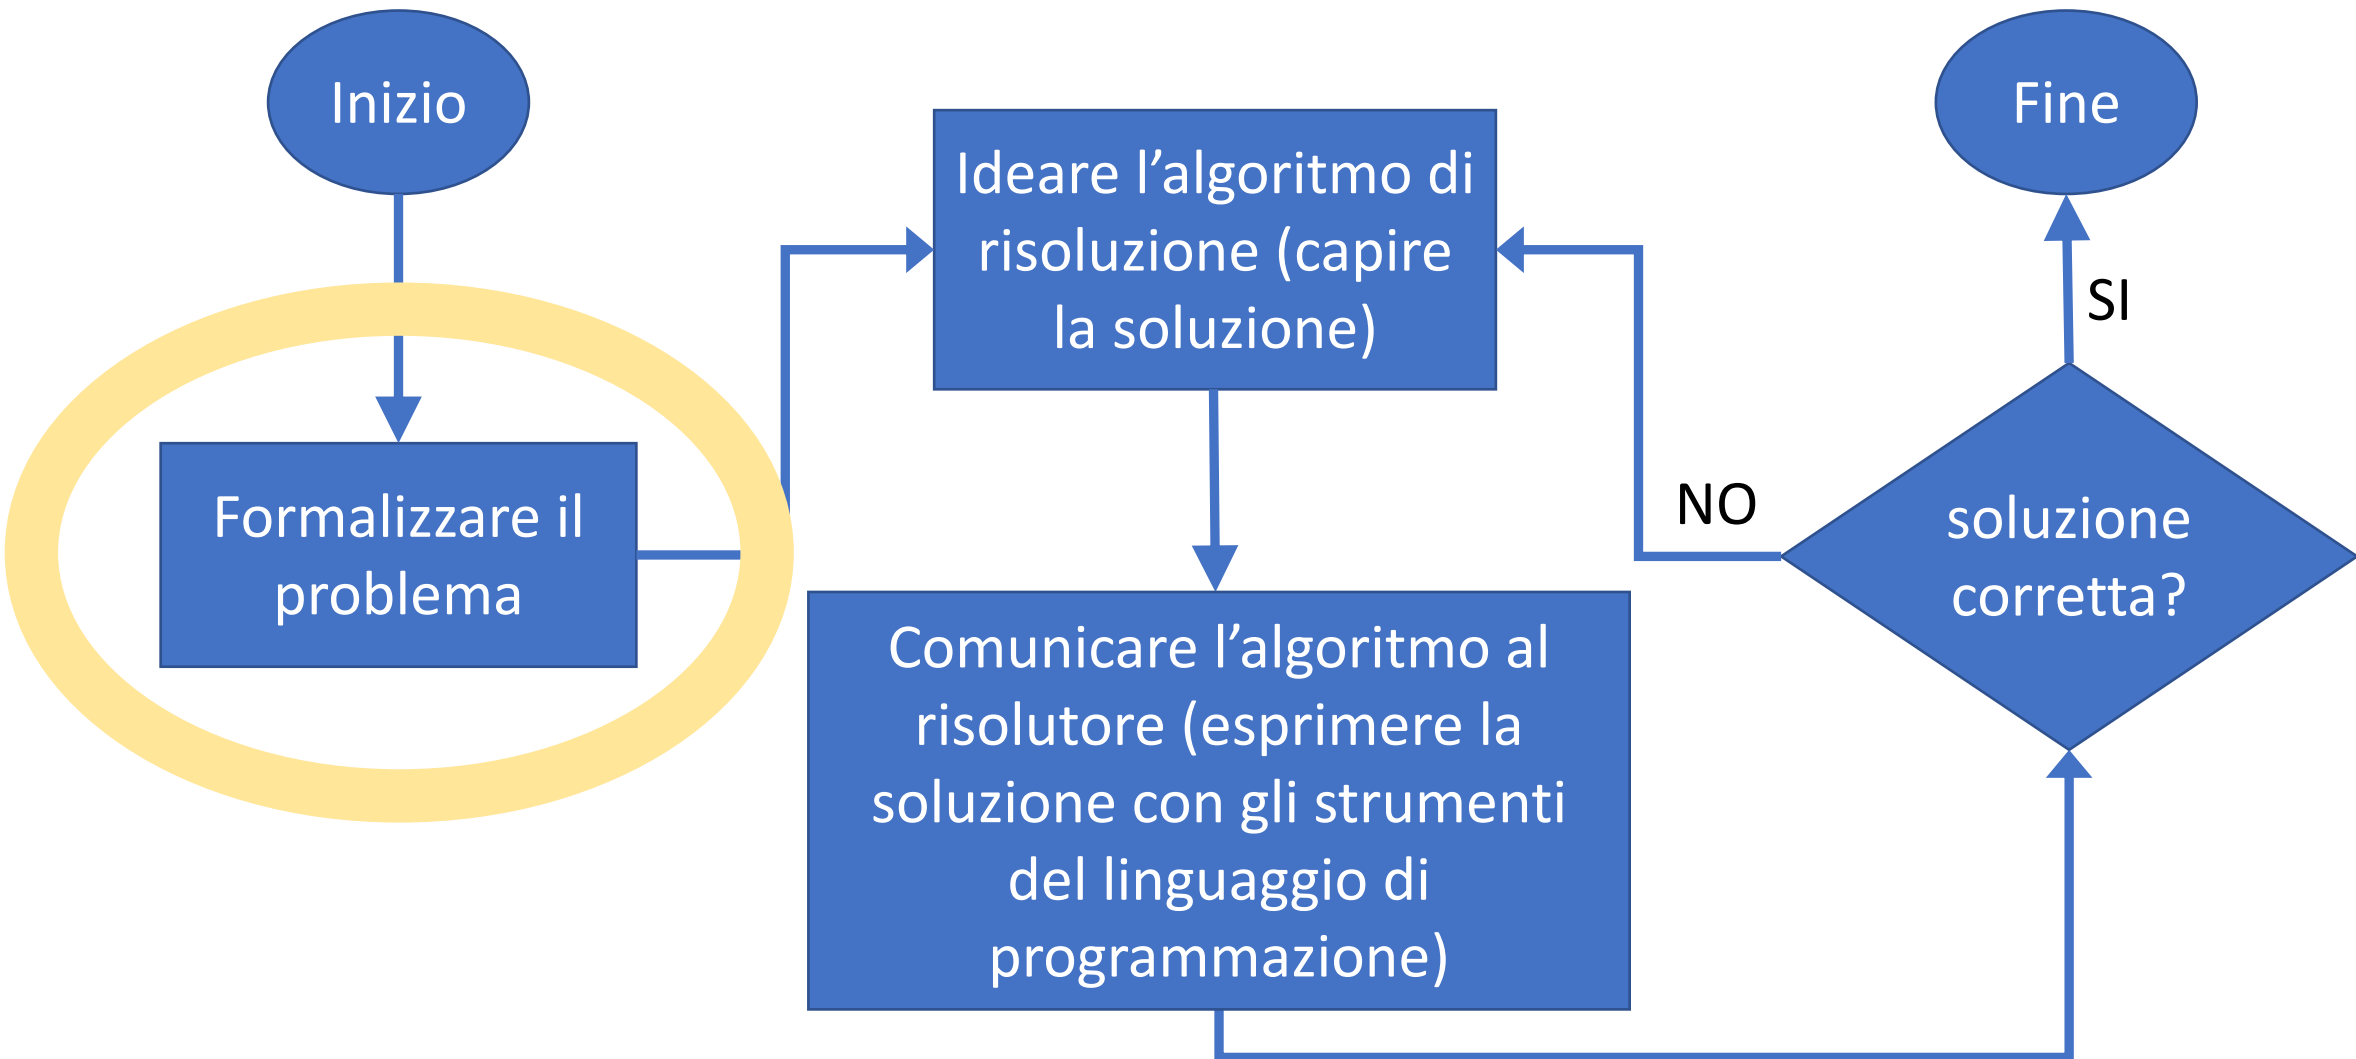 Inizio
Formalizzare il
problema
Ideare l’algoritmo di
risoluzione (capire
la soluzione)
Comunicare l’algoritmo al
risolutore (esprimere la
soluzione con gli strumenti
del linguaggio di
programmazione)
soluzione
corretta?
NO
SI
Fine